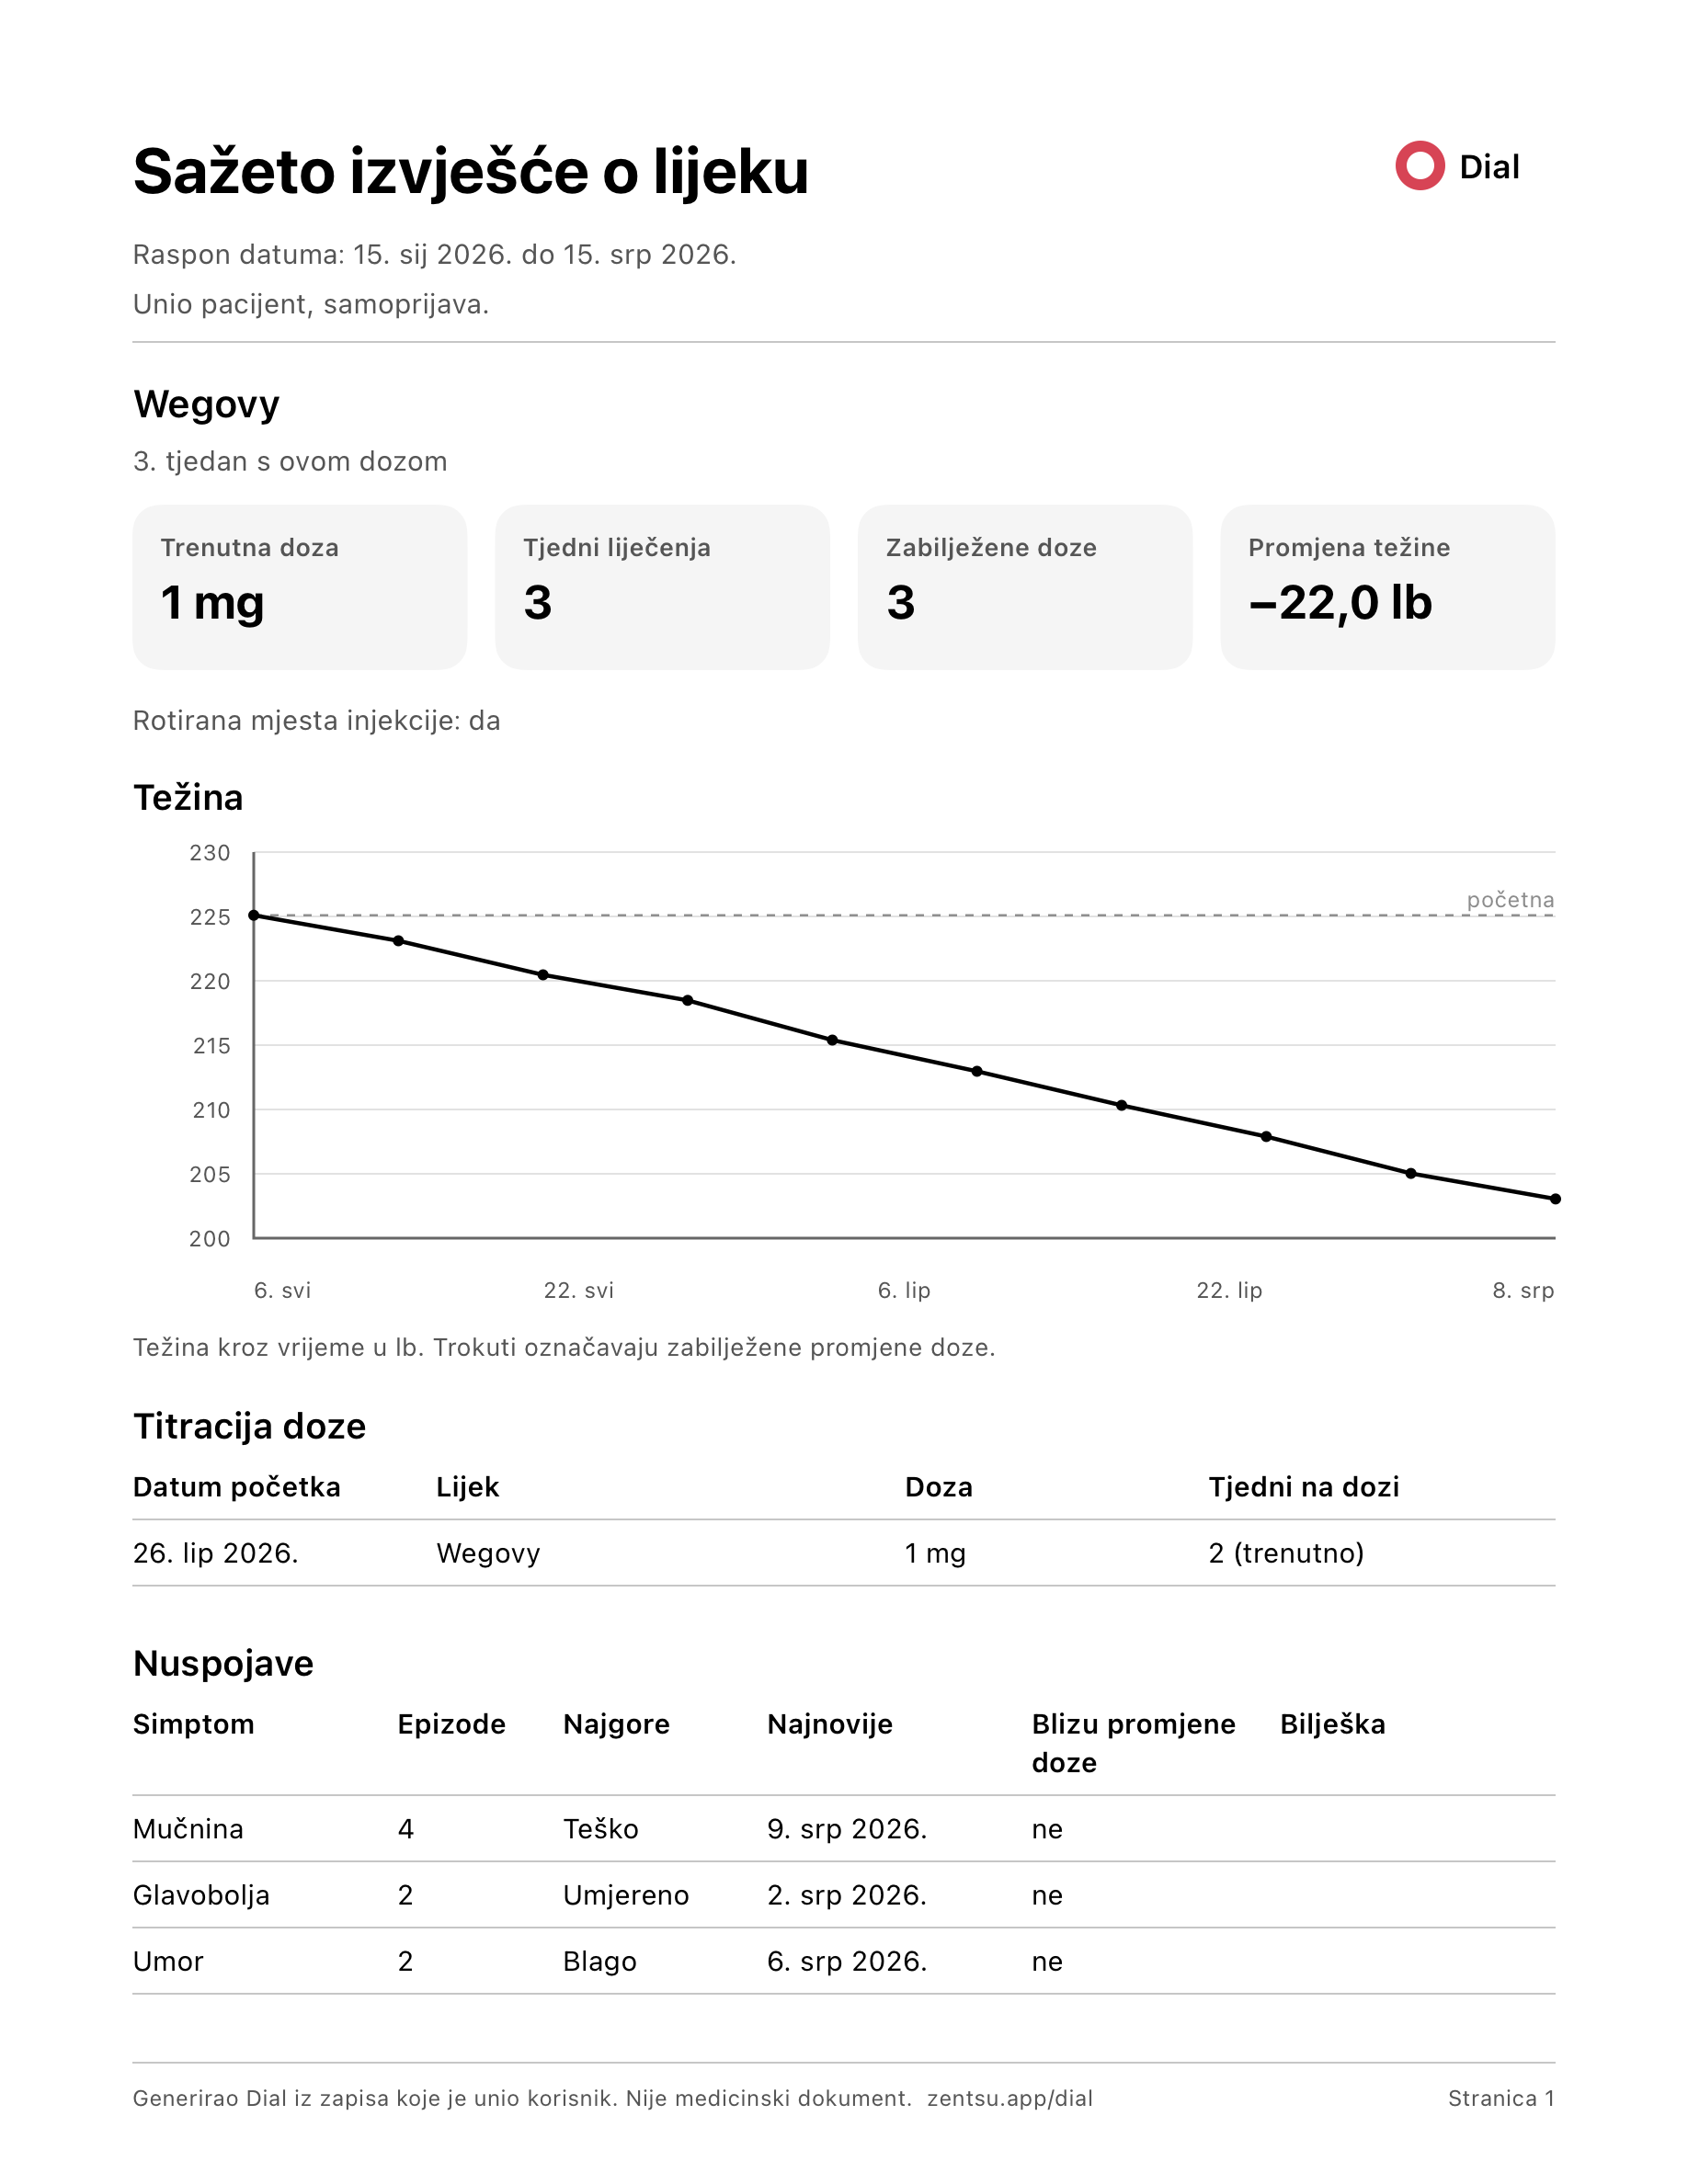 Sažeto izvješće o lijeku
Dial
Raspon datuma: 15. sij 2026. do 15. srp 2026.
Unio pacijent, samoprijava.
Wegovy
3. tjedan s ovom dozom
Trenutna doza
1 mg
Tjedni liječenja
3
Zabilježene doze
3
Promjena težine
−22,0 lb
Rotirana mjesta injekcije: da
Težina
230
početna
225
220
215
210
205
200
6. svi 22. svi 6. lip 22. lip 8. srp
Težina kroz vrijeme u lb. Trokuti označavaju zabilježene promjene doze.
Titracija doze
Datum početka Lijek Doza Tjedni na dozi
26. lip 2026. Wegovy 1 mg 2 (trenutno)
Nuspojave
Simptom Epizode Najgore Najnovije Blizu promjene doze Bilješka
Mučnina 4 Teško 9. srp 2026. ne
Glavobolja 2 Umjereno 2. srp 2026. ne
Umor 2 Blago 6. srp 2026. ne
Generirao Dial iz zapisa koje je unio korisnik. Nije medicinski dokument. zentsu.app/dial Stranica 1